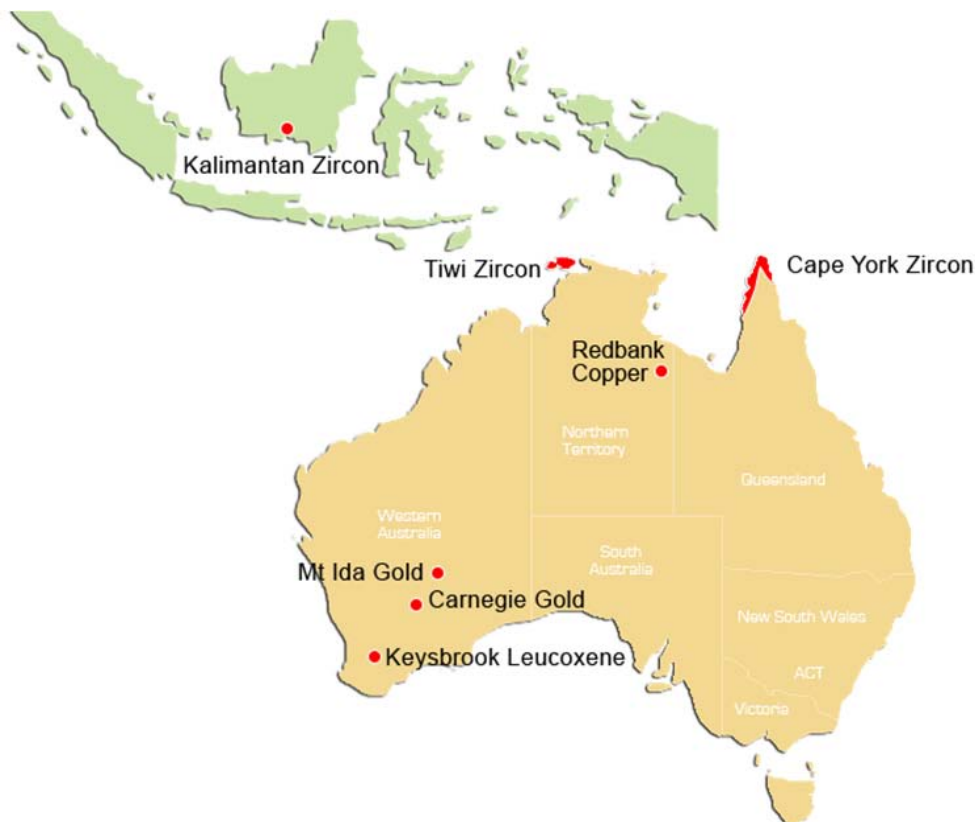 Kalimantan Zircon
Tiwi Zircon
Cape York Zircon
Redbank
Copper
Northern
Territory
Queensland
Western
Australia
South
Australia
Mt Ida Gold
Carnegie Gold
New South Wales
Keysbrook Leucoxene
ACT
Victoria